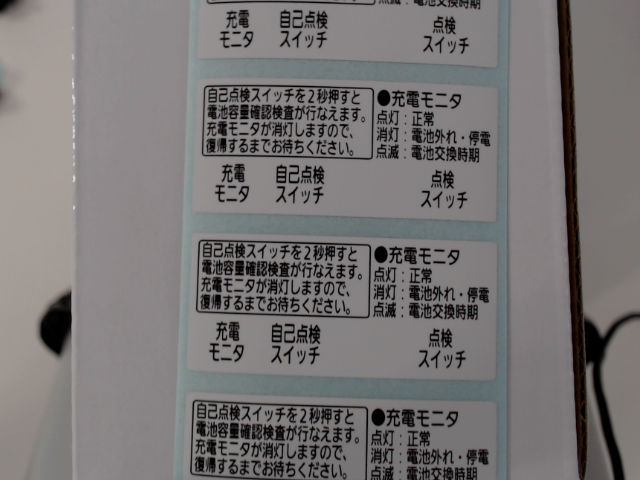 点滅：電池交換時期
充電 自己点検 点検
モニタ スイッチ スイッチ
自己点検スイッチを2秒押すと
電池容量確認検査が行なえます。
充電モニタが消灯しますので、
復帰するまでお待ちください。
●充電モニタ
点灯：正常
消灯：電池外れ・停電
点滅：電池交換時期
充電 自己点検 点検
モニタ スイッチ スイッチ
自己点検スイッチを2秒押すと
電池容量確認検査が行なえます。
充電モニタが消灯しますので、
復帰するまでお待ちください。
●充電モニタ
点灯：正常
消灯：電池外れ・停電
点滅：電池交換時期
充電 自己点検 点検
モニタ スイッチ スイッチ
自己点検スイッチを2秒押すと
電池容量確認検査が行なえます。
充電モニタが消灯しますので、
復帰するまでお待ちください。
●充電モニタ
点灯：正常
消灯：電池外れ・停電
点滅：電池交換時期